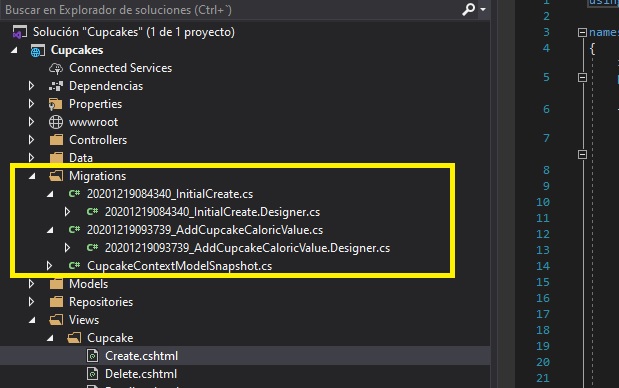 Buscar en Explorador de soluciones (Ctrl+`)
Solución "Cupcakes" (1 de 1 proyecto)
Cupcakes
Connected Services
Dependencias
Properties
wwwroot
Controllers
Data
Migrations
C# 20201219084340_InitialCreate.cs
C# 20201219084340_InitialCreate.Designer.cs
C# 20201219093739_AddCupcakeCaloricValue.cs
C# 20201219093739_AddCupcakeCaloricValue.Designer.cs
C# CupcakeContextModelSnapshot.cs
Models
Repositories
Views
Cupcake
Create.cshtml
Delete.cshtml
1
2
3
4
{
5
6
7
8
9
10
11
12
13
14
15
16
17
18
19
20
21